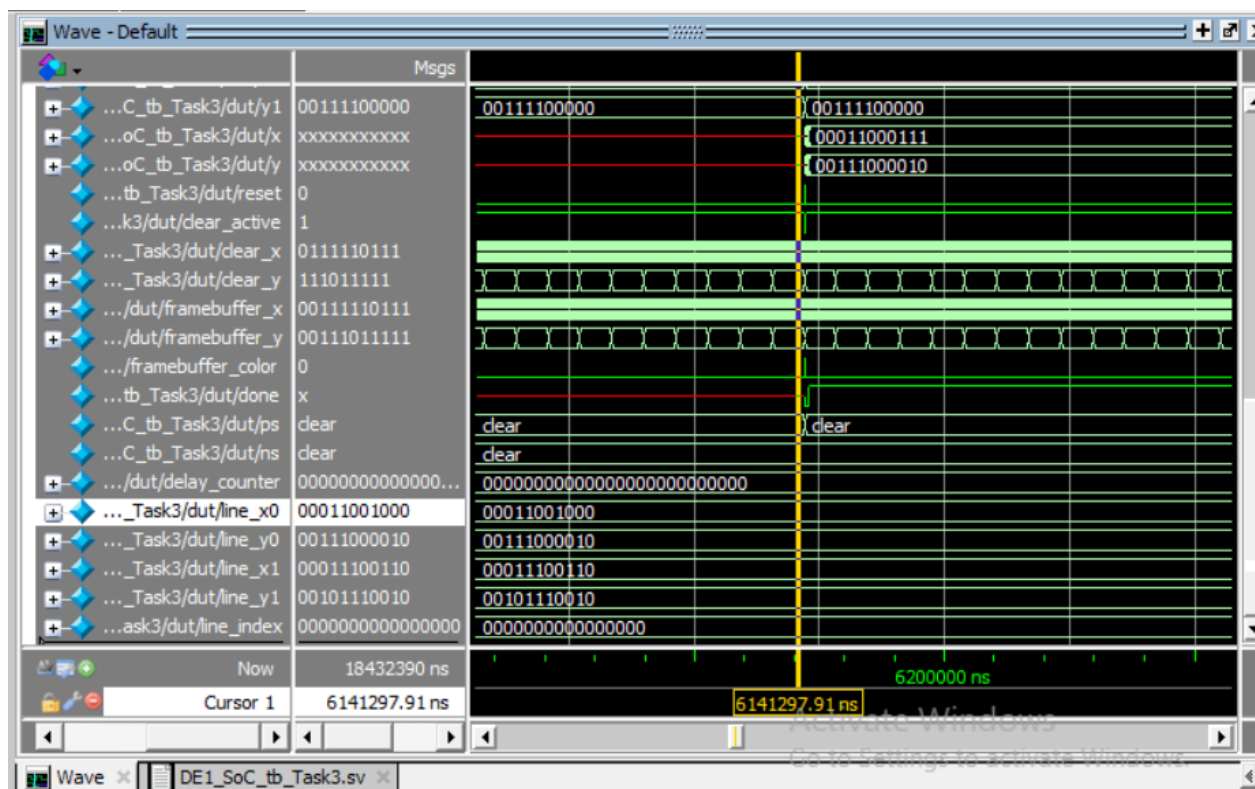 Wave - Default
Msgs
...C_tb_Task3/dut/y1 00111100000 00111100000 00111100000
...oC_tb_Task3/dut/x xxxxxxxxxxx 00011000111
...oC_tb_Task3/dut/y xxxxxxxxxxx 00111000010
...tb_Task3/dut/reset 0
...k3/dut/clear_active 1
..._Task3/dut/clear_x 0111110111
..._Task3/dut/clear_y 111011111
.../dut/framebuffer_x 00111110111
.../dut/framebuffer_y 00111011111
.../framebuffer_color 0
...tb_Task3/dut/done x
...C_tb_Task3/dut/ps clear clear clear
...C_tb_Task3/dut/ns clear clear
.../dut/delay_counter 00000000000000... 00000000000000000000000000
..._Task3/dut/line_x0 00011001000 00011001000
..._Task3/dut/line_y0 00111000010 00111000010
..._Task3/dut/line_x1 00011100110 00011100110
..._Task3/dut/line_y1 00101110010 00101110010
...ask3/dut/line_index 0000000000000000 0000000000000000
Now 18432390 ns 6200000 ns
Cursor 1 6141297.91 ns 6141297.91 ns
Activate Windows
Go to Settings to activate Windows.
Wave DE1_SoC_tb_Task3.sv